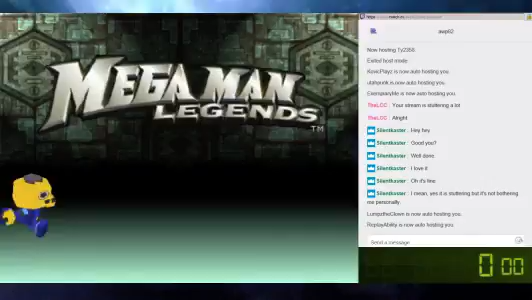 MEGA MAN
LEGENDS
TM
Now hosting Ty2358.
Exited host mode.
is now auto hosting you.
utahpunk is now auto hosting you.
is now auto hosting you.
TheLCC : Your stream is stuttering a lot
TheLCC : Alright
Silentkaster : Hey hey
Silentkaster : Good you?
Silentkaster : Well done.
Silentkaster : I love it
Silentkaster : Oh it's fine
Silentkaster : I mean, yes it is stuttering but it's not bothering
me personally.
LumpatheClown is now auto hosting you.
ReplayAbility is now auto hosting you.
Send a message
0 00